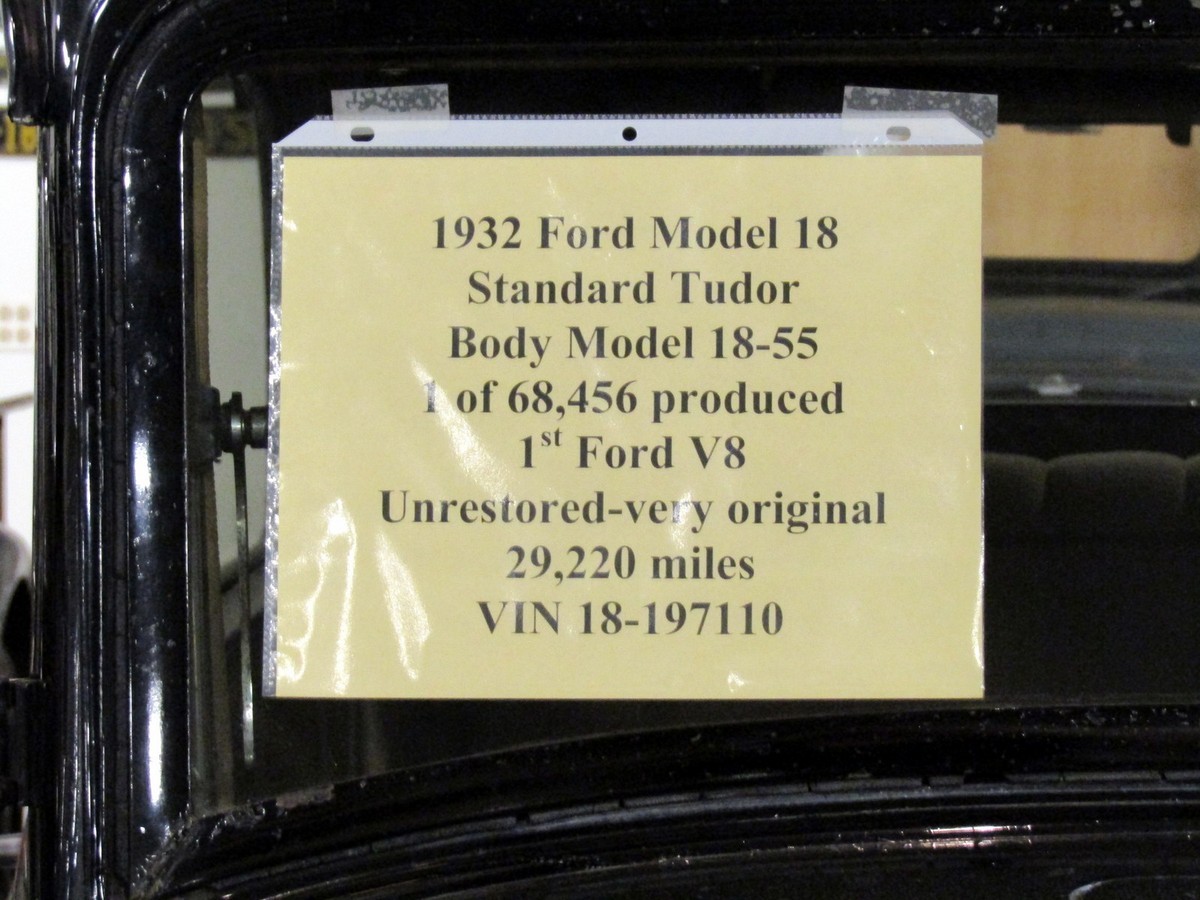 1932 Ford Model 18
Standard Tudor
Body Model 18-55
1 of 68,456 produced
1st Ford V8
Unrestored-very original
29,220 miles
VIN 18-197110